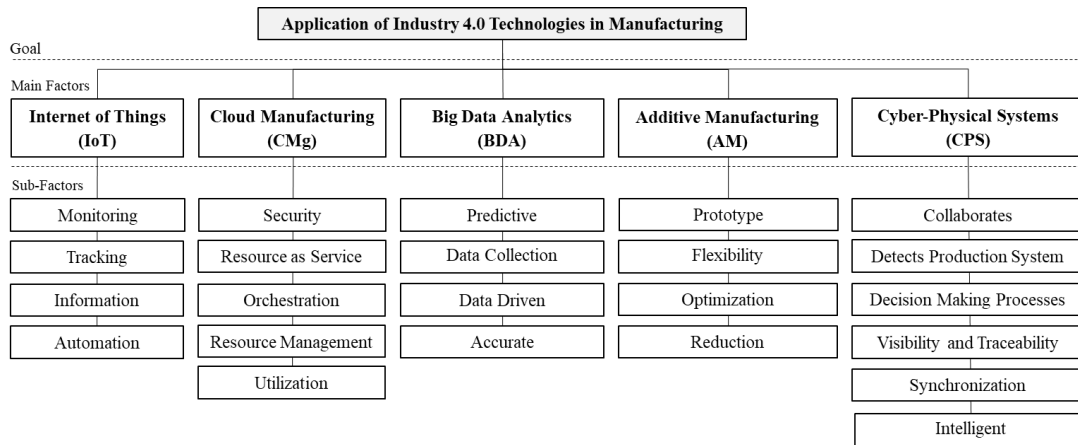 Application of Industry 4.0 Technologies in Manufacturing
Goal
Main Factors
Internet of Things
(IoT)
Cloud Manufacturing
(CMg)
Big Data Analytics
(BDA)
Additive Manufacturing
(AM)
Cyber-Physical Systems
(CPS)
Sub-Factors
Monitoring
Tracking
Information
Automation
Security
Resource as Service
Orchestration
Resource Management
Utilization
Predictive
Data Collection
Data Driven
Accurate
Prototype
Flexibility
Optimization
Reduction
Collaborates
Detects Production System
Decision Making Processes
Visibility and Traceability
Synchronization
Intelligent